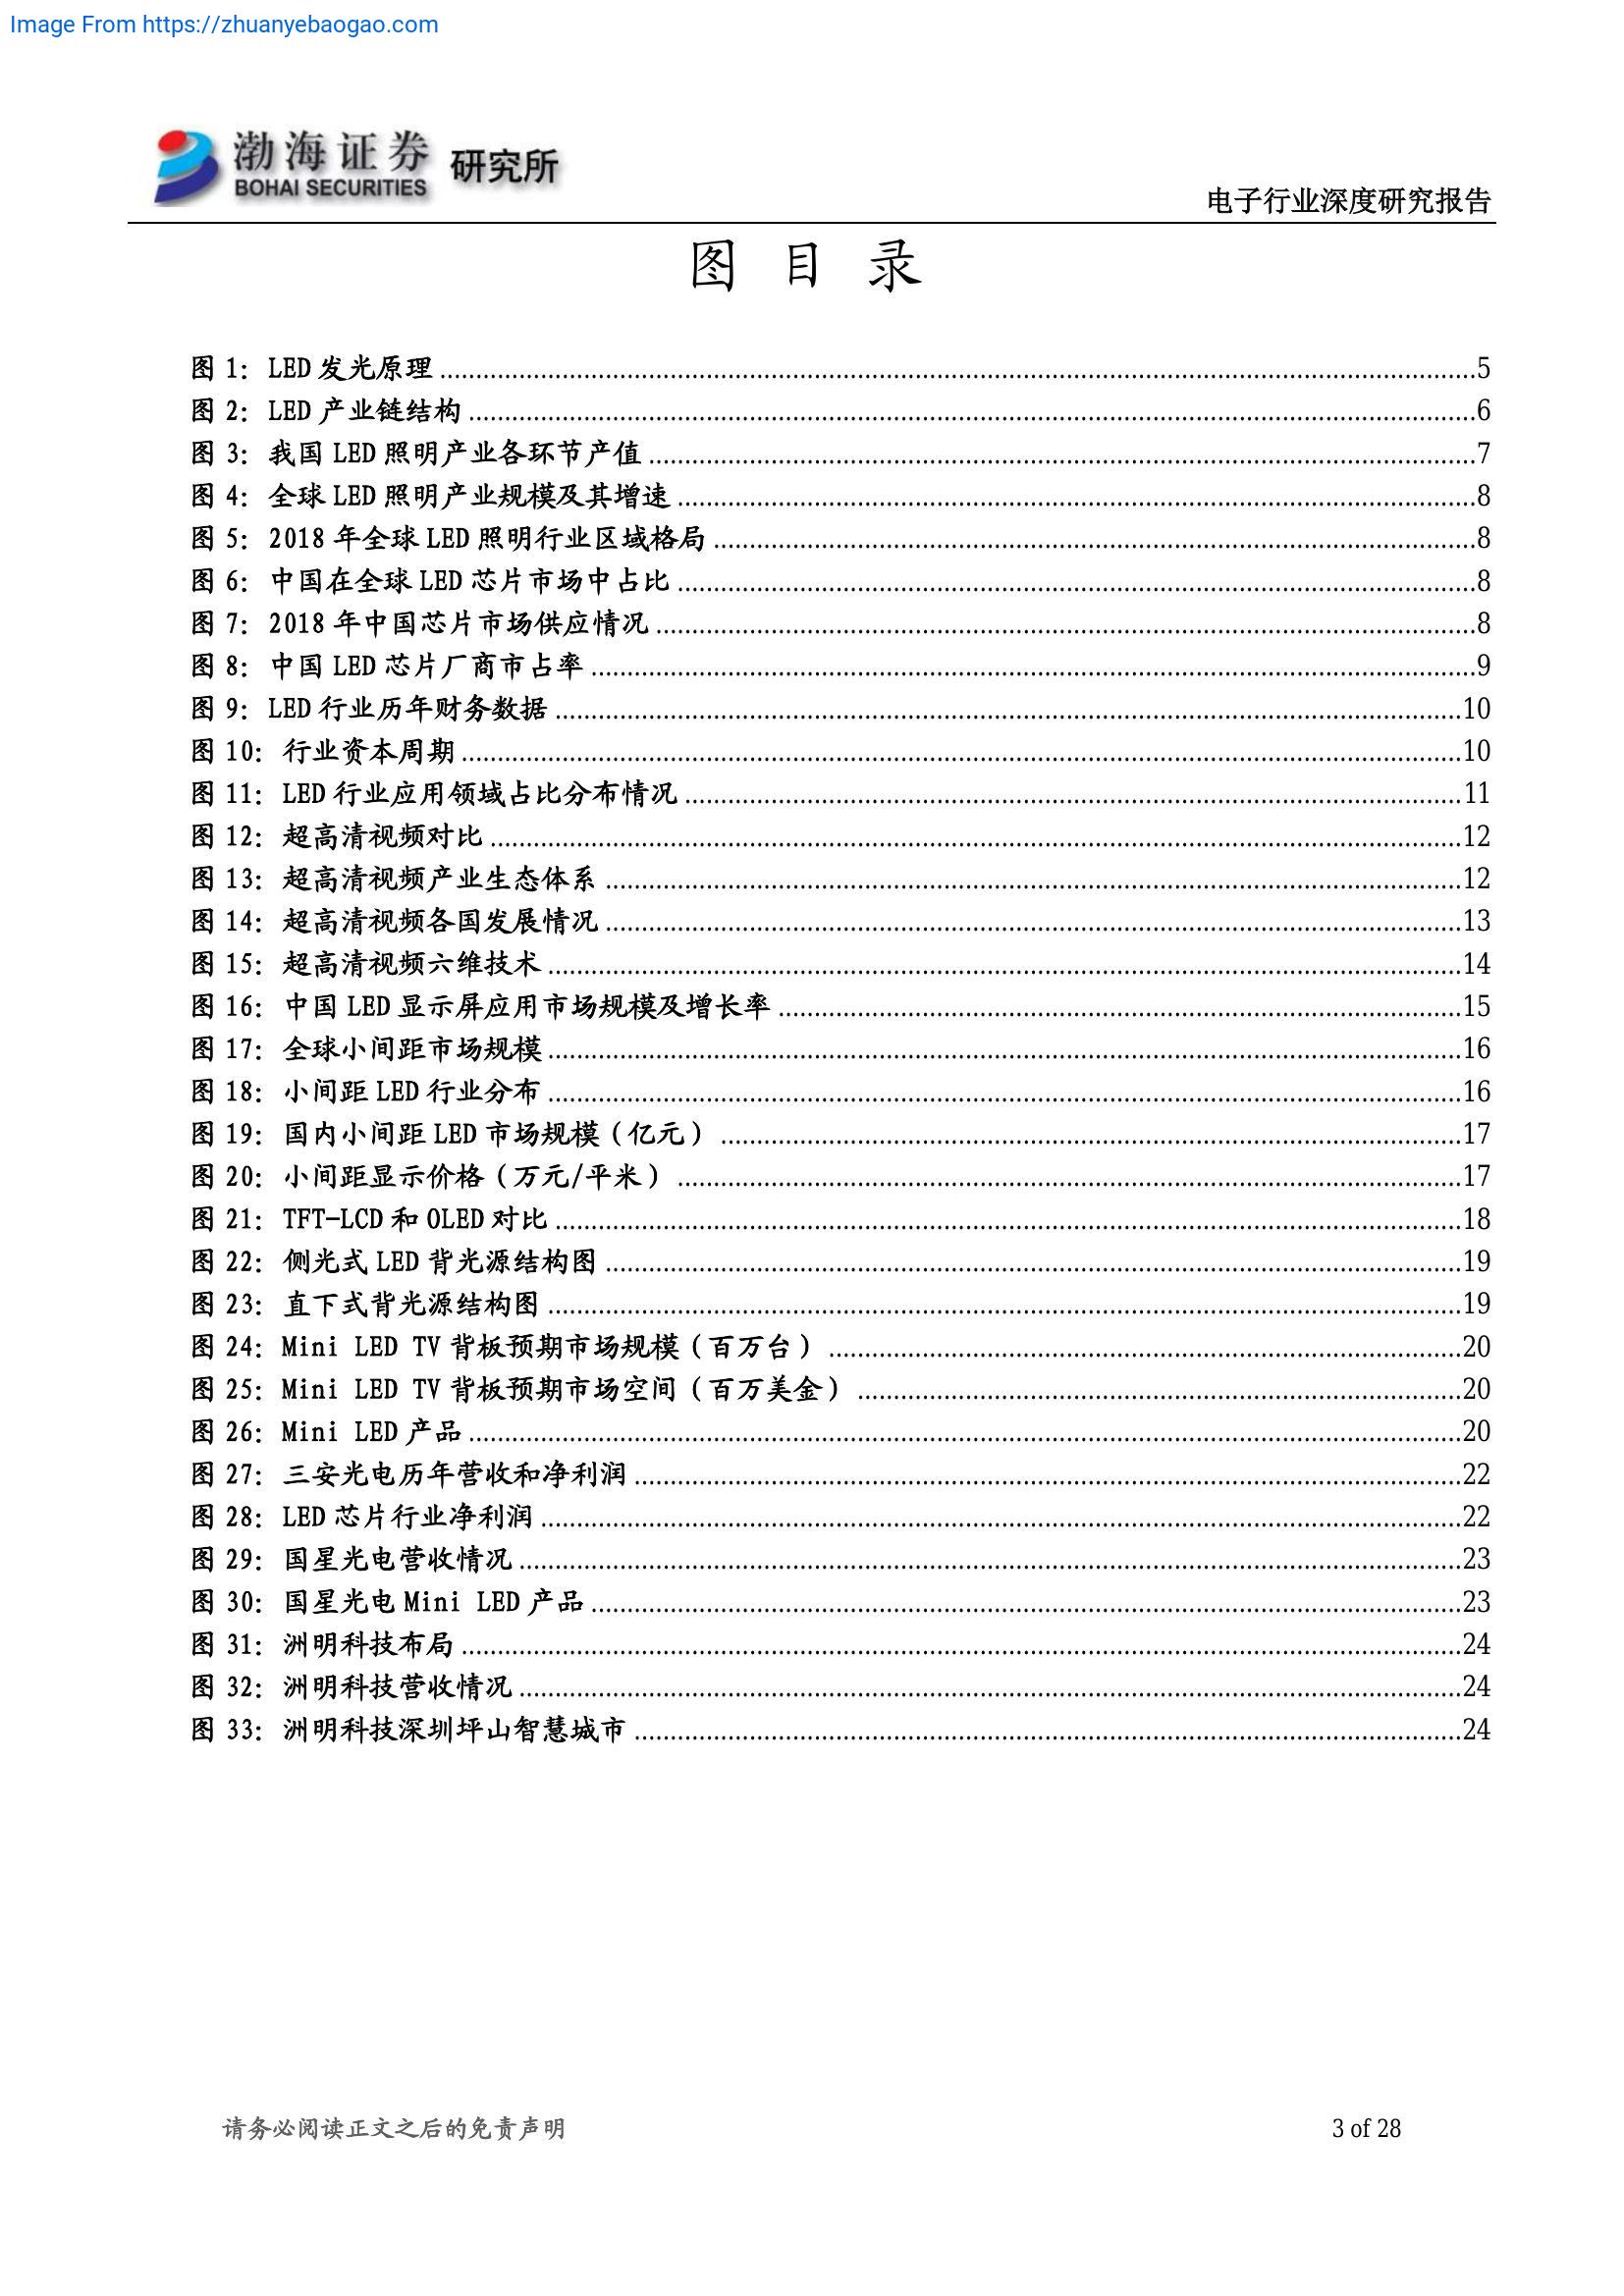 Image From https://zhuanyebaogao.com
渤海证券 研究所
BOHAI SECURITIES
电子行业深度研究报告
图 目 录
图 1：LED 发光原理 5
图 2：LED 产业链结构 6
图 3：我国 LED 照明产业各环节产值 7
图 4：全球 LED 照明产业规模及其增速 8
图 5：2018 年全球 LED 照明行业区域格局 8
图 6：中国在全球 LED 芯片市场中占比 8
图 7：2018 年中国芯片市场供应情况 8
图 8：中国 LED 芯片厂商市占率 9
图 9：LED 行业历年财务数据 10
图 10：行业资本周期 10
图 11：LED 行业应用领域占比分布情况 11
图 12：超高清视频对比 12
图 13：超高清视频产业生态体系 12
图 14：超高清视频各国发展情况 13
图 15：超高清视频六维技术 14
图 16：中国 LED 显示屏应用市场规模及增长率 15
图 17：全球小间距市场规模 16
图 18：小间距 LED 行业分布 16
图 19：国内小间距 LED 市场规模（亿元） 17
图 20：小间距显示价格（万元/平米） 17
图 21：TFT-LCD 和 OLED 对比 18
图 22：侧光式 LED 背光源结构图 19
图 23：直下式背光源结构图 19
图 24：Mini LED TV 背板预期市场规模（百万台） 20
图 25：Mini LED TV 背板预期市场空间（百万美金） 20
图 26：Mini LED 产品 20
图 27：三安光电历年营收和净利润 22
图 28：LED 芯片行业净利润 22
图 29：国星光电营收情况 23
图 30：国星光电 Mini LED 产品 23
图 31：洲明科技布局 24
图 32：洲明科技营收情况 24
图 33：洲明科技深圳坪山智慧城市 24
请务必阅读正文之后的免责声明 3 of 28